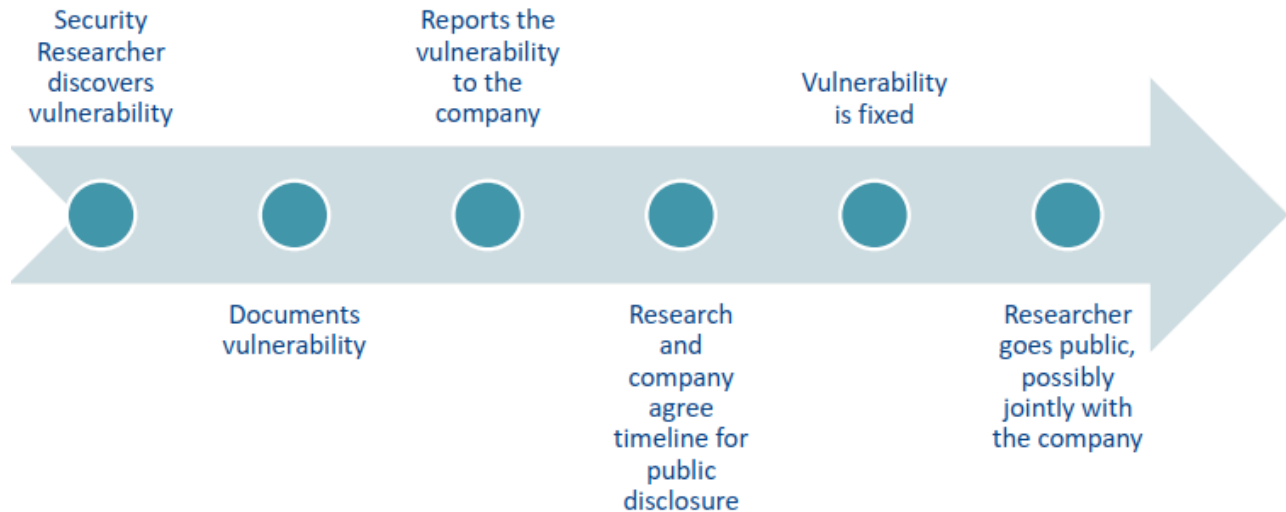 Security
Researcher
discovers
vulnerability
Documents
vulnerability
Reports the
vulnerability
to the
company
Research
and
company
agree
timeline for
public
disclosure
Vulnerability
is fixed
Researcher
goes public,
possibly
jointly with
the company